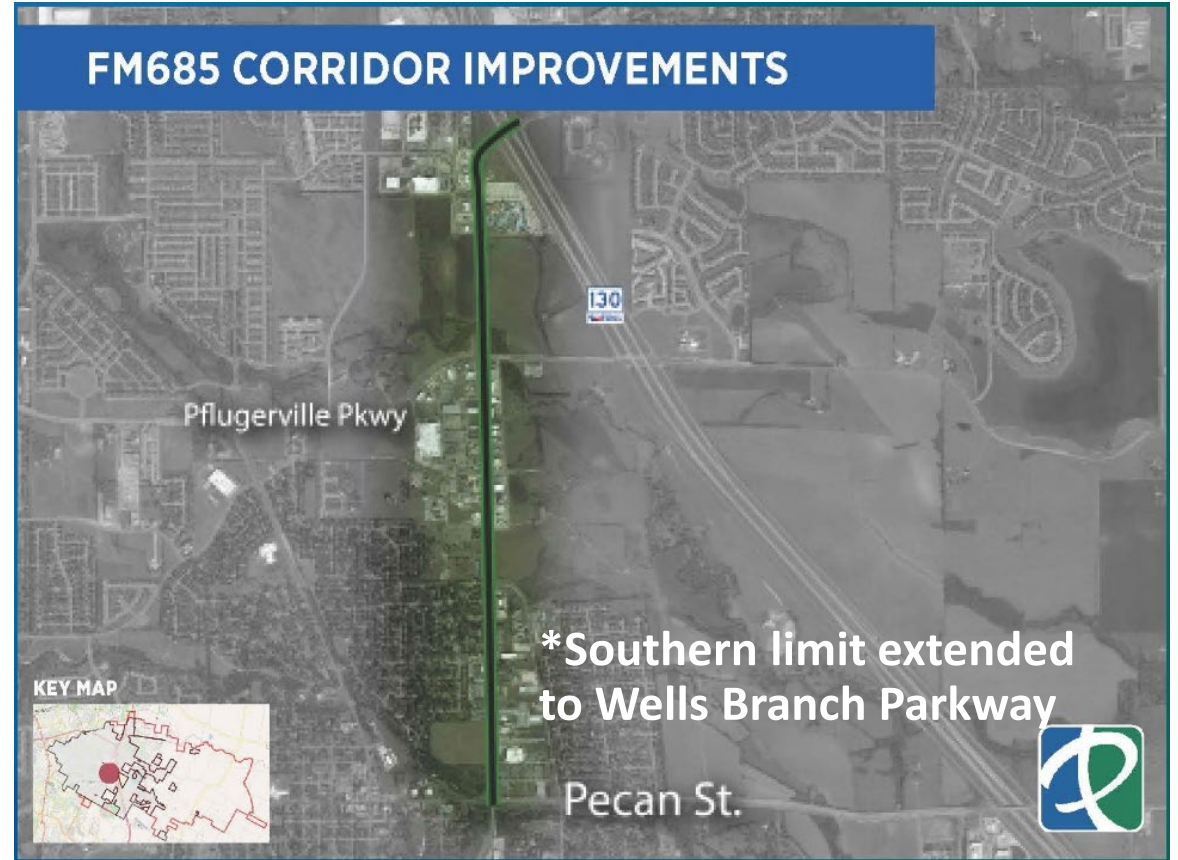 FM685 CORRIDOR IMPROVEMENTS
130
Pflugerville Pkwy
*Southern limit extended
to Wells Branch Parkway
KEY MAP
Pecan St.